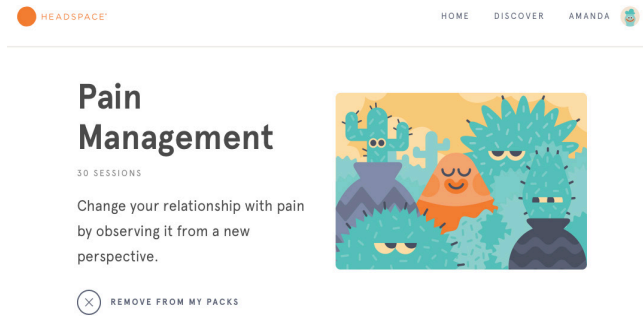 HEADSPACE
HOME DISCOVER AMANDA
Pain
Management
30 SESSIONS
Change your relationship with pain
by observing it from a new
perspective.
REMOVE FROM MY PACKS